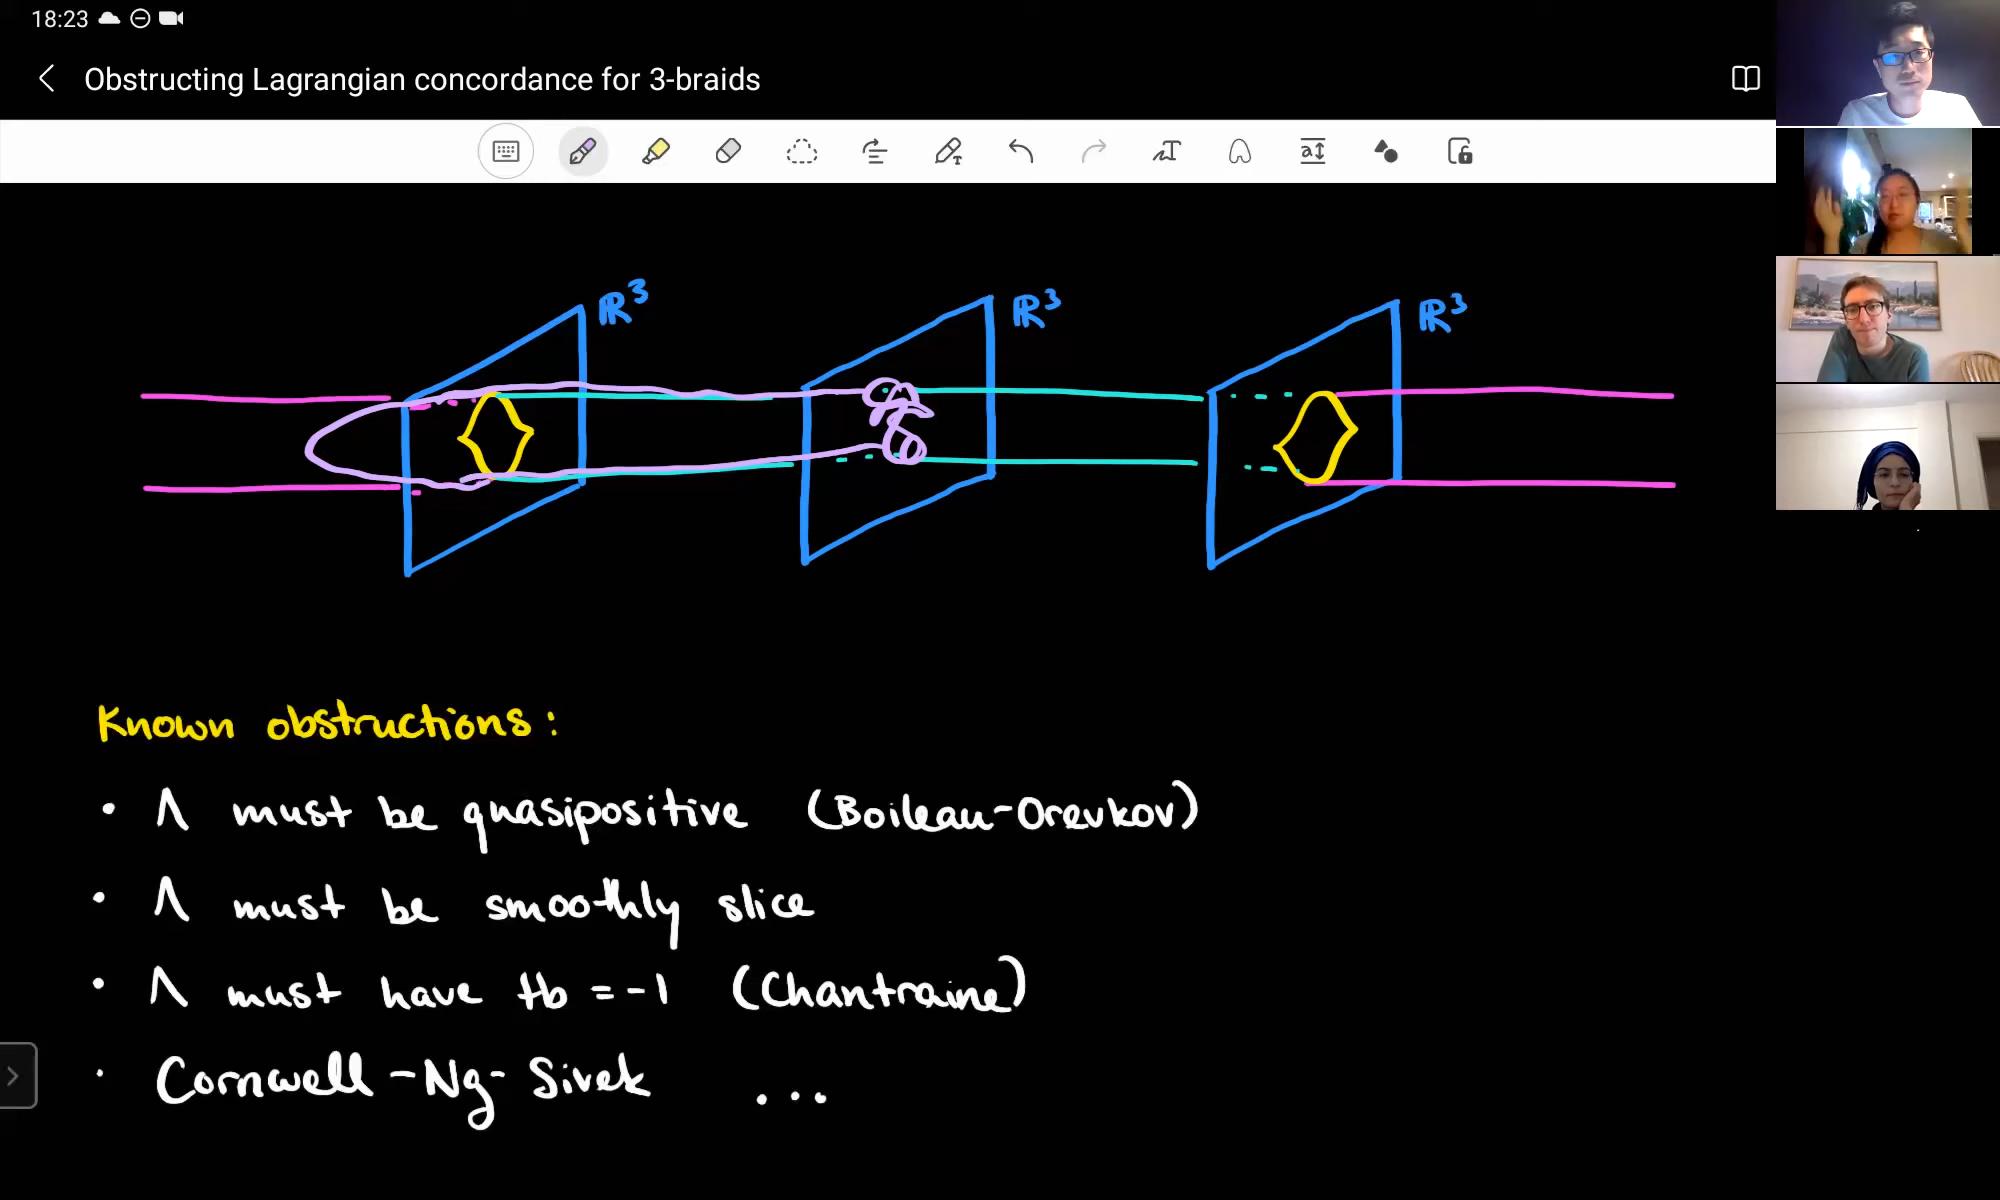 18:23
Obstructing Lagrangian concordance for 3-braids
ℝ³ ℝ³ ℝ³
Known obstructions:
• Λ must be quasipositive (Boileau-Orevkov)
• Λ must be smoothly slice
• Λ must have tb = -1 (Chantraine)
• Cornwell-Ng-Sivek ...